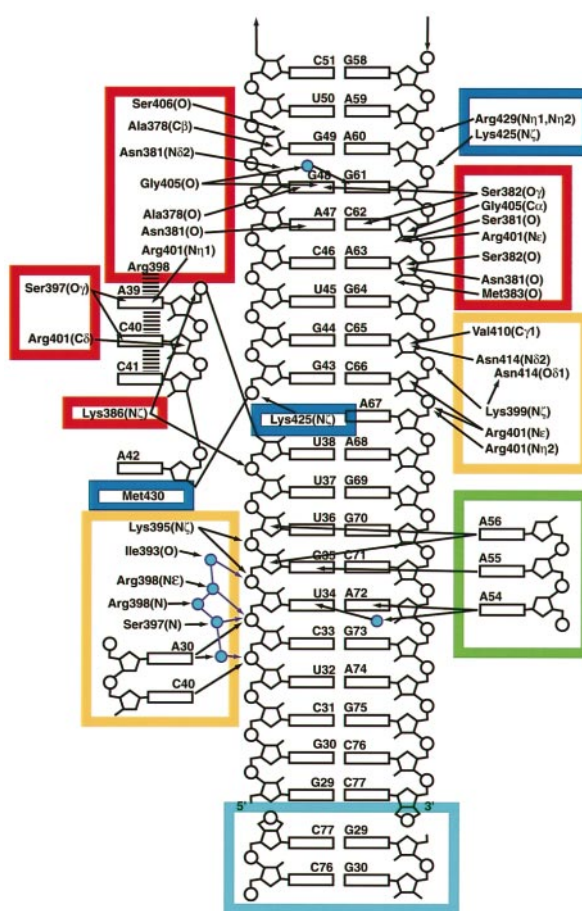 C51 G58
U50 A59
Ser406(O)
Ala378(Cβ)
Arg429(Nη1,Nη2)
Lys425(Nζ)
G49 A60
Asn381(Nδ2)
Gly405(O)
G48 G61
Ser382(Oγ)
Gly405(Cα)
Ala378(O)
Asn381(O)
A47 C62
Ser381(O)
Arg401(Nε)
Arg401(Nη1)
Arg398
C46 A63
Ser382(O)
Asn381(O)
Met383(O)
Ser397(Oγ)
A39
U45 G64
C40
Arg401(Cδ)
G44 C65
Val410(Cγ1)
Asn414(Nδ2)
Asn414(Oδ1)
C41
G43 C66
Lys386(Nζ)
Lys425(Nζ)
A67
Lys399(Nζ)
Arg401(Nε)
Arg401(Nη2)
U38 A68
A42
Met430
U37 G69
Lys395(Nζ)
U36 G70
A56
Ile393(O)
G35 C71
A55
Arg398(Nε)
Arg398(N)
U34 A72
A54
Ser397(N)
C33 G73
A30
U32 A74
C40
C31 G75
G30 C76
G29 C77
5' 3'
C77 G29
C76 G30